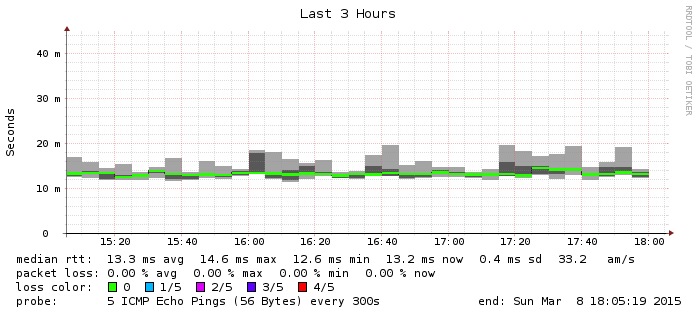 Last 3 Hours
RRDTOOL / TOBI OETIKER
Seconds
40 m
30 m
20 m
10 m
0
15:20 15:40 16:00 16:20 16:40 17:00 17:20 17:40 18:00
median rtt: 13.3 ms avg 14.6 ms max 12.6 ms min 13.2 ms now 0.4 ms sd 33.2 am/s
packet loss: 0.00 % avg 0.00 % max 0.00 % min 0.00 % now
loss color: 0 1/5 2/5 3/5 4/5
probe: 5 ICMP Echo Pings (56 Bytes) every 300s end: Sun Mar 8 18:05:19 2015